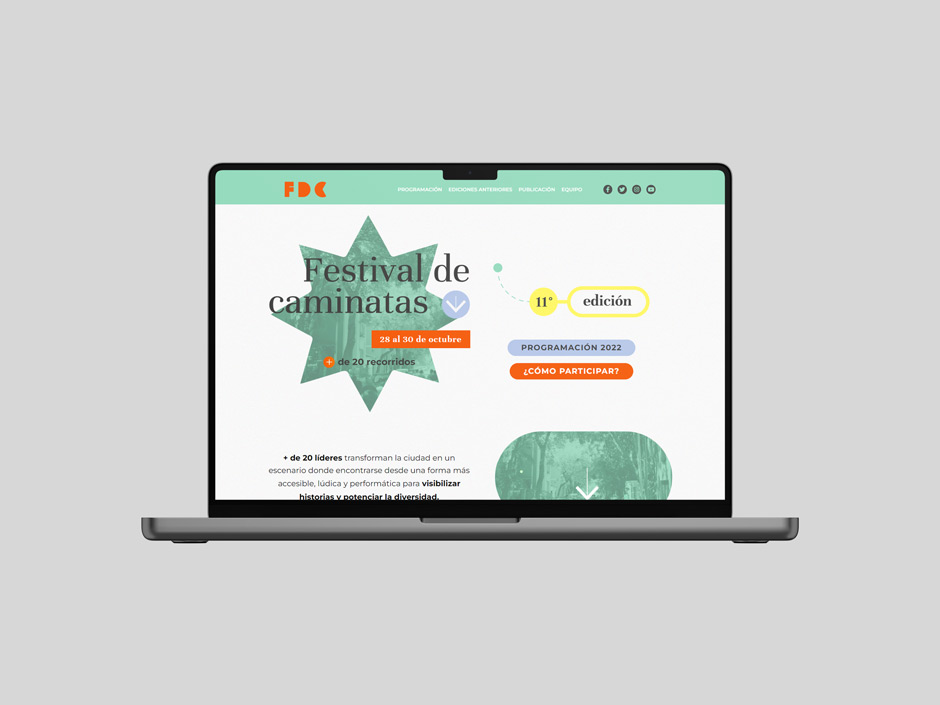 FDC
PROGRAMACIÓN EDICIONES ANTERIORES PUBLICACIÓN EQUIPO
Festival de
caminatas
28 al 30 de octubre
+ de 20 recorridos
11° edición
PROGRAMACIÓN 2022
¿CÓMO PARTICIPAR?
+ de 20 líderes transforman la ciudad en un
escenario donde encontrarse desde una forma más
accesible, lúdica y performática para visibilizar
historias y potenciar la diversidad.